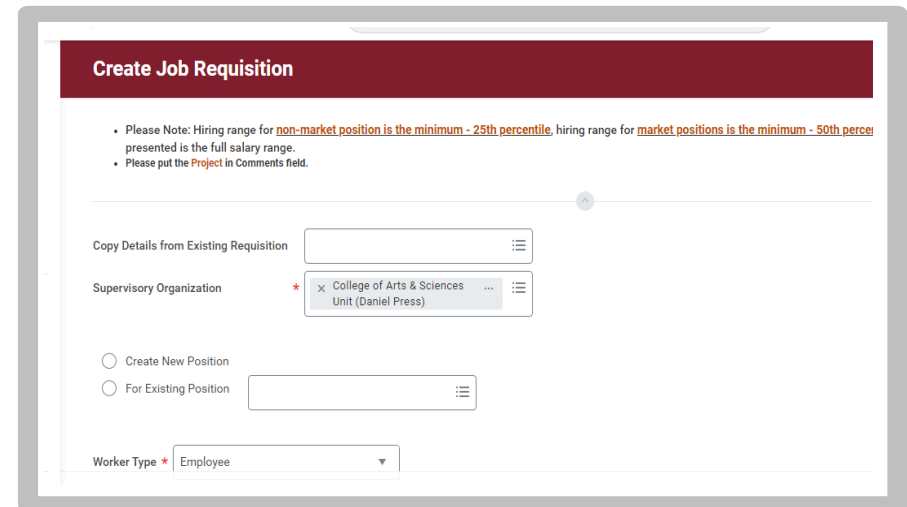 Create Job Requisition
Please Note: Hiring range for non-market position is the minimum - 25th percentile, hiring range for market positions is the minimum - 50th
presented is the full salary range.
Please put the Project in Comments field.
Copy Details from Existing Requisition
Supervisory Organization *
× College of Arts & Sciences ...
Unit (Daniel Press)
Create New Position
For Existing Position
Worker Type * Employee